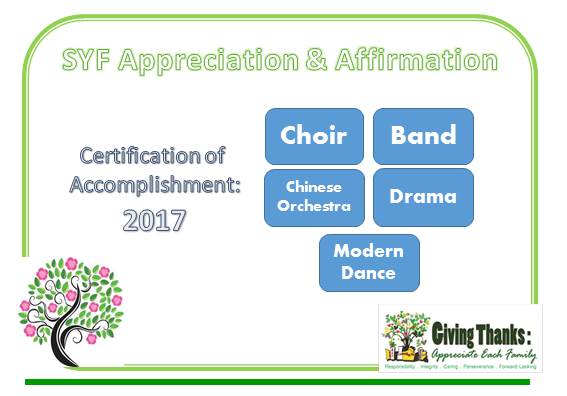 SYF Appreciation & Affirmation
Certification of
Accomplishment:
2017
Choir
Band
Chinese
Orchestra
Drama
Modern
Dance
Giving Thanks:
Appreciate Each Family
Responsibility . Integrity . Caring . Perseverance . Forward Looking